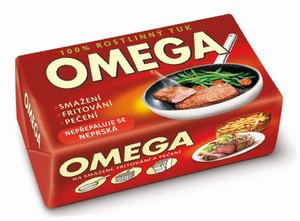 100% ROSTLINNÝ TUK
OMEGA
· SMAŽENÍ
· FRITOVÁNÍ
· PEČENÍ
NEPŘEPALUJE SE
NEPRSKÁ
OMEGA
NA SMAŽENÍ, FRITOVÁNÍ A PEČENÍ